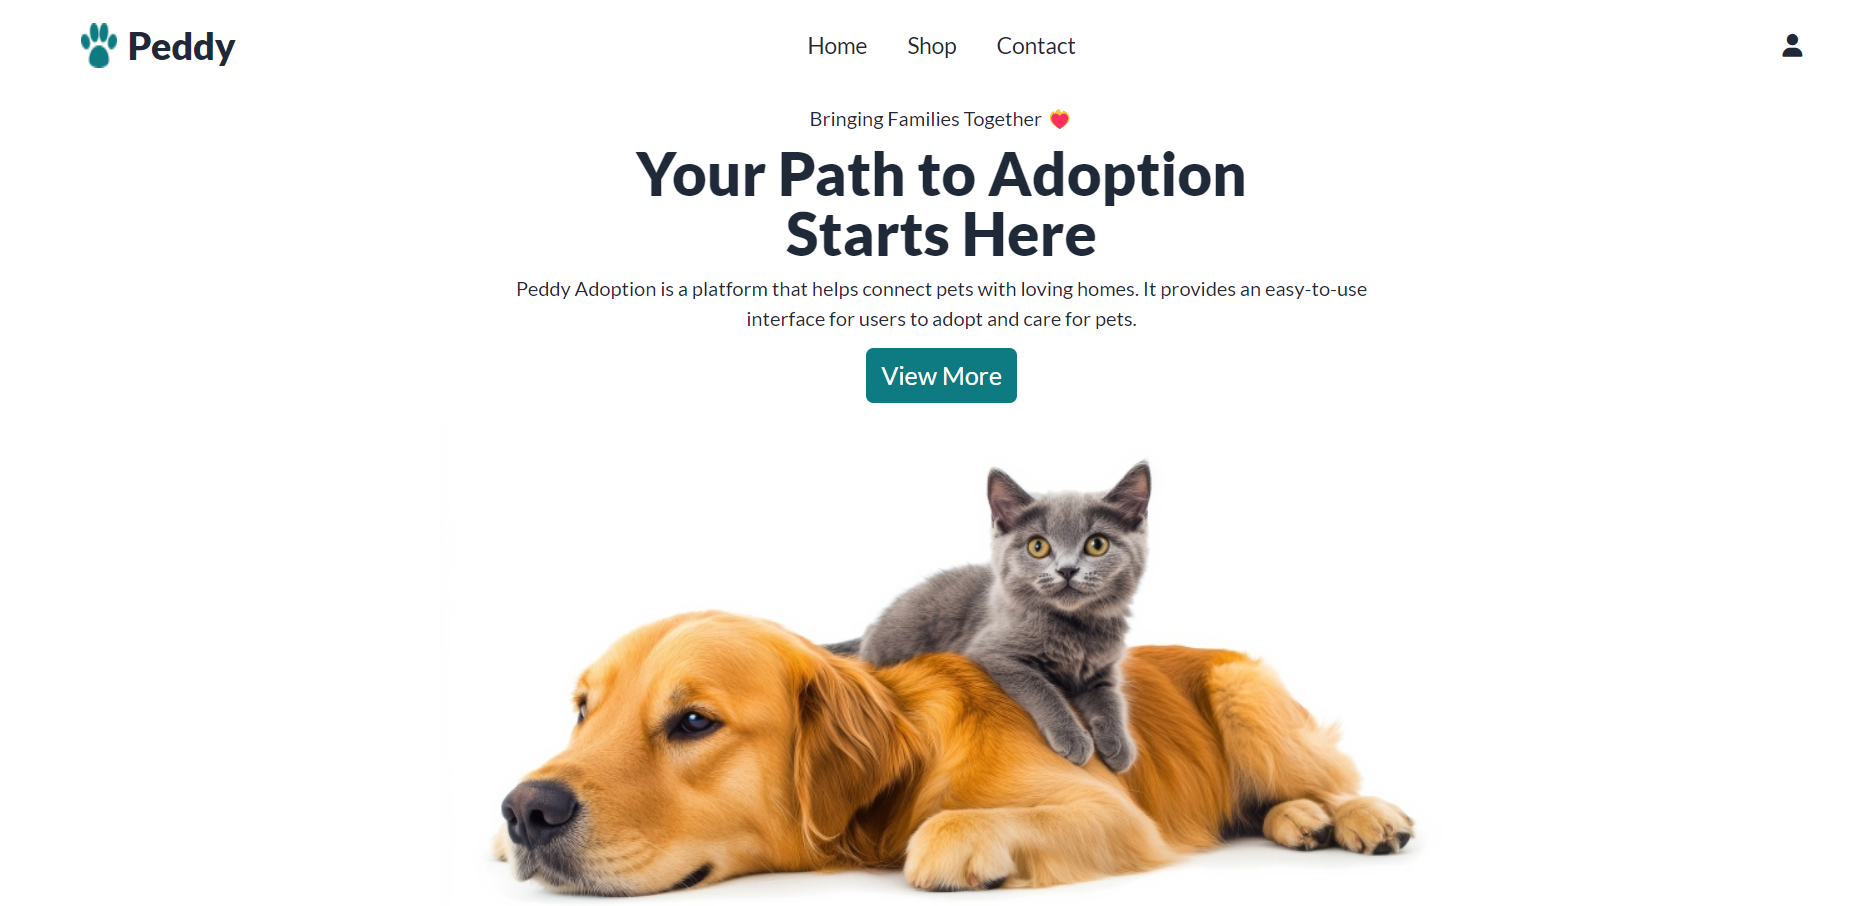 Peddy
Home Shop Contact
Bringing Families Together
Your Path to Adoption
Starts Here
Peddy Adoption is a platform that helps connect pets with loving homes. It provides an easy-to-use
interface for users to adopt and care for pets.
View More